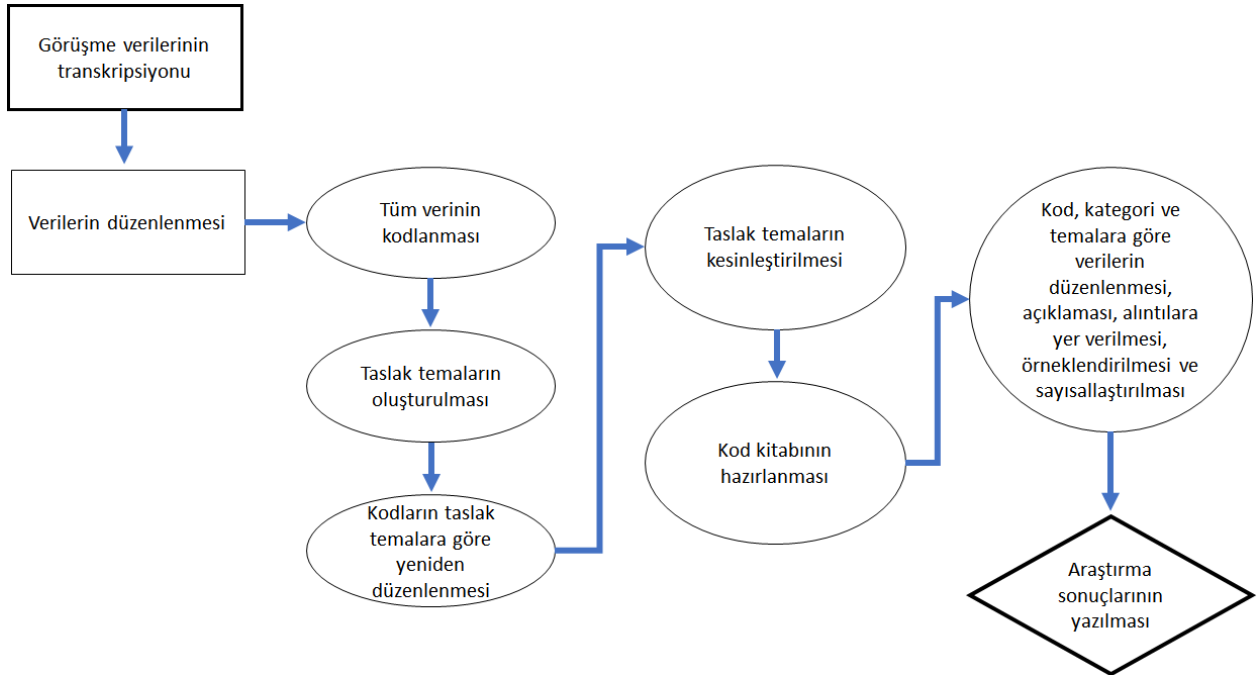 Görüşme verilerinin
transkripsiyonu
Verilerin düzenlenmesi
Tüm verinin
kodlanması
Taslak temaların
oluşturulması
Kodların taslak
temalara göre
yeniden
düzenlenmesi
Taslak temaların
kesinleştirilmesi
Kod kitabının
hazırlanması
Kod, kategori ve
temalara göre
verilerin
düzenlenmesi,
açıklaması, alıntılara
yer verilmesi,
örneklendirilmesi ve
sayısallaştırılması
Araştırma
sonuçlarının
yazılması